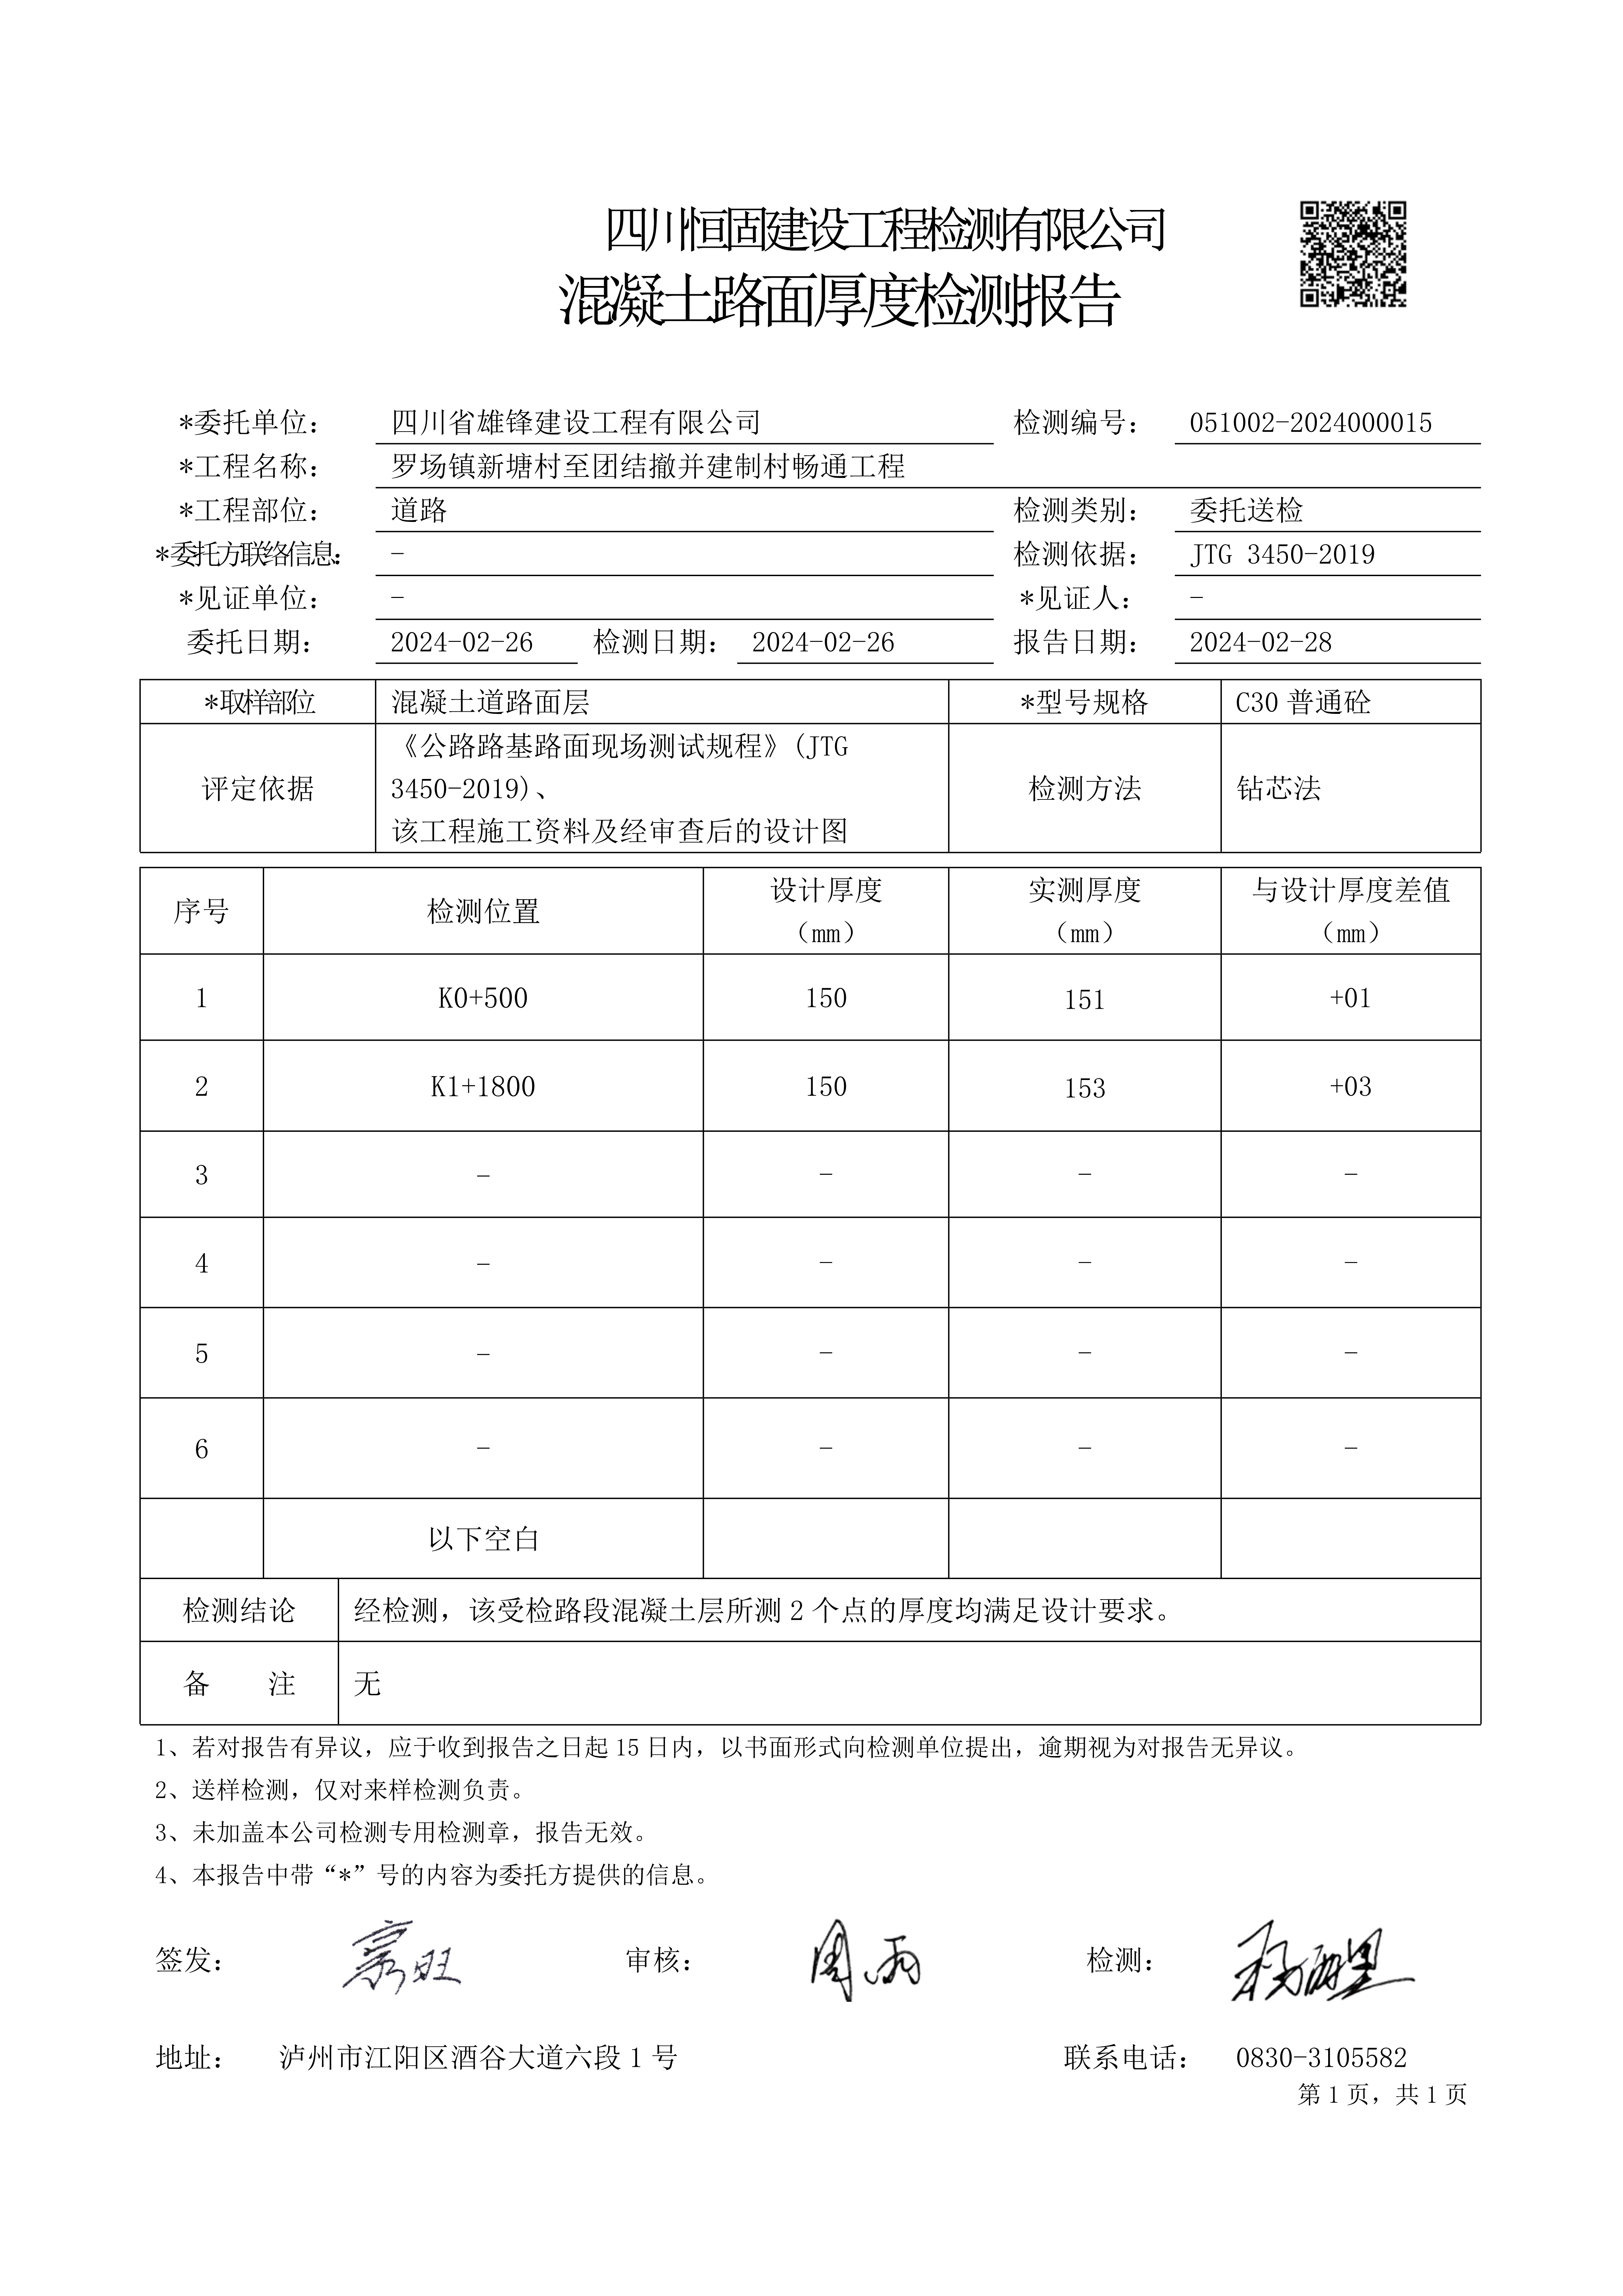 四川恒固建设工程检测有限公司
混凝土路面厚度检测报告
*委托单位： 四川省雄锋建设工程有限公司 检测编号： 051002-2024000015
*工程名称： 罗场镇新塘村至团结撤并建制村畅通工程
*工程部位： 道路 检测类别： 委托送检
*委托方联络信息： - 检测依据： JTG 3450-2019
*见证单位： - *见证人： -
委托日期： 2024-02-26 检测日期： 2024-02-26 报告日期： 2024-02-28
*取样部位 混凝土道路面层 *型号规格 C30 普通砼
《公路路基路面现场测试规程》(JTG
评定依据 3450-2019)、 检测方法 钻芯法
该工程施工资料及经审查后的设计图
序号 检测位置 设计厚度 实测厚度 与设计厚度差值
（mm） （mm） （mm）
1 K0+500 150 151 +01
2 K1+1800 150 153 +03
3 - - - -
4 - - - -
5 - - - -
6 - - - -
以下空白
检测结论 经检测，该受检路段混凝土层所测 2 个点的厚度均满足设计要求。
备 注 无
1、若对报告有异议，应于收到报告之日起 15 日内，以书面形式向检测单位提出，逾期视为对报告无异议。
2、送样检测，仅对来样检测负责。
3、未加盖本公司检测专用检测章，报告无效。
4、本报告中带“*”号的内容为委托方提供的信息。
签发： 审核： 周雨 检测：
地址： 泸州市江阳区酒谷大道六段 1 号 联系电话： 0830-3105582
第 1 页，共 1 页